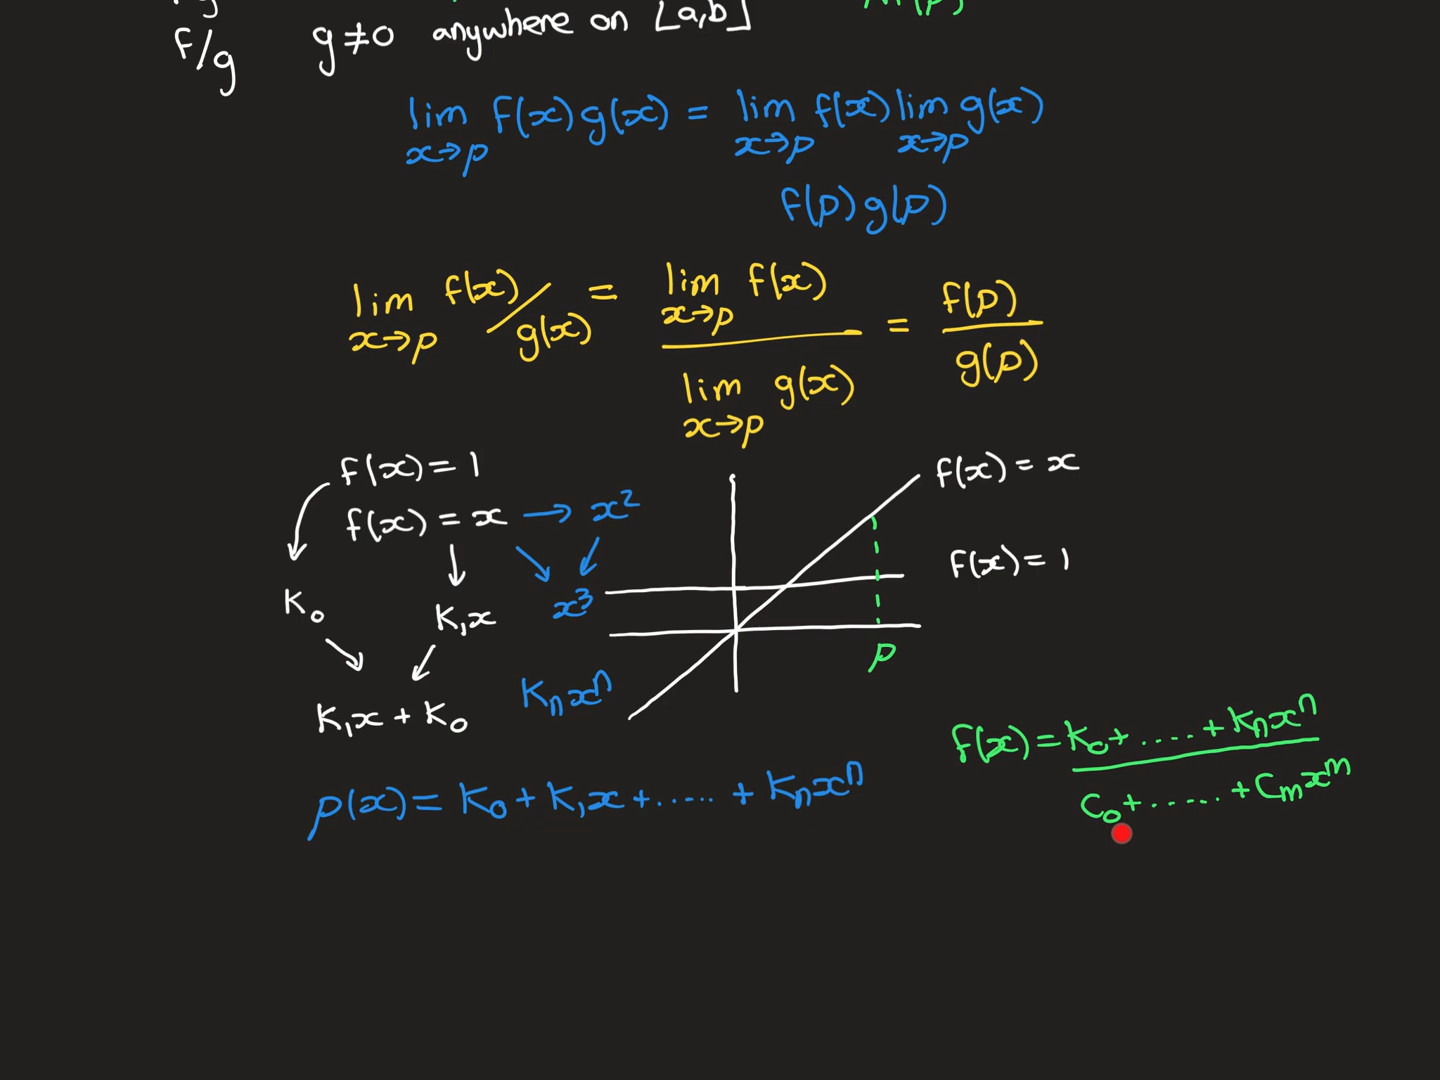 f/g g≠0 anywhere on [a,b]
lim x→p f(x)g(x) = lim x→p f(x) lim x→p g(x)
f(p)g(p)
lim x→p f(x)/g(x) = lim x→p f(x) / lim x→p g(x) = f(p)/g(p)
f(x)=1
f(x)=x → x²
f(x)=x
f(x)=1
K₀
K₁x
x³
p
K₁x+K₀
Kₙxⁿ
f(x)=K₀+....+Kₙxⁿ
C₀+.....+Cₘxᵐ
p(x)=K₀+K₁x+.....+Kₙxⁿ